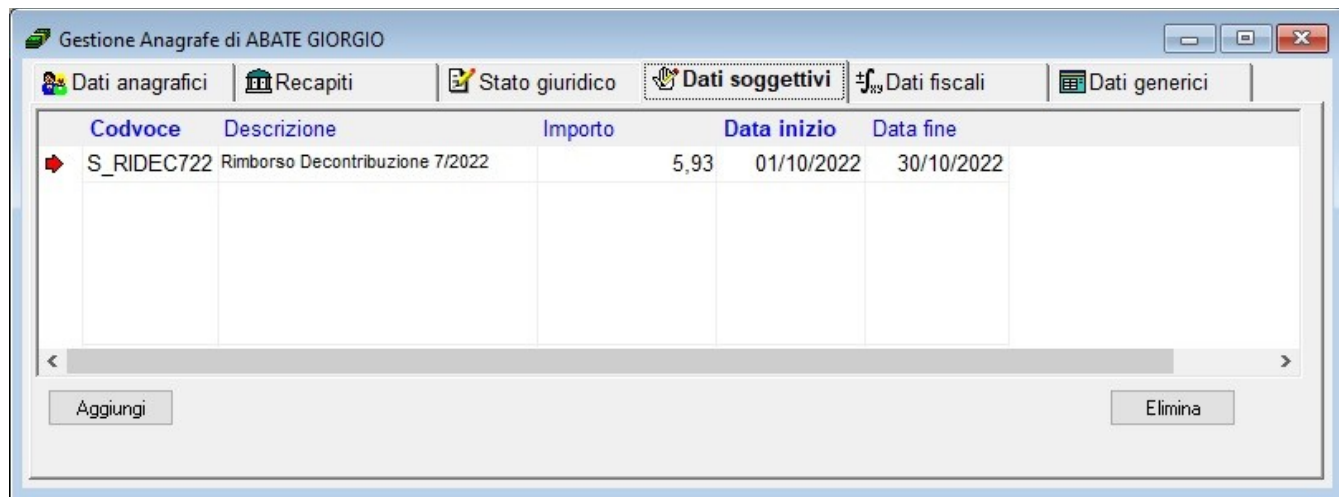 Gestione Anagrafe di ABATE GIORGIO
Dati anagrafici Recapiti Stato giuridico Dati soggettivi Dati fiscali Dati generici
Codvoce Descrizione Importo Data inizio Data fine
S_RIDEC722 Rimborso Decontribuzione 7/2022 5,93 01/10/2022 30/10/2022
Aggiungi Elimina